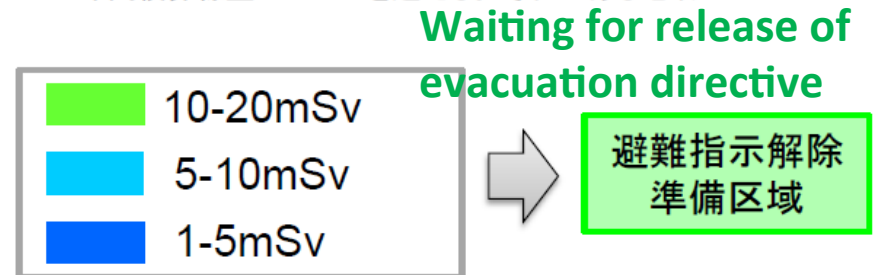 Waiting for release of
evacuation directive
10-20mSv
5-10mSv
1-5mSv
避難指示解除
準備区域